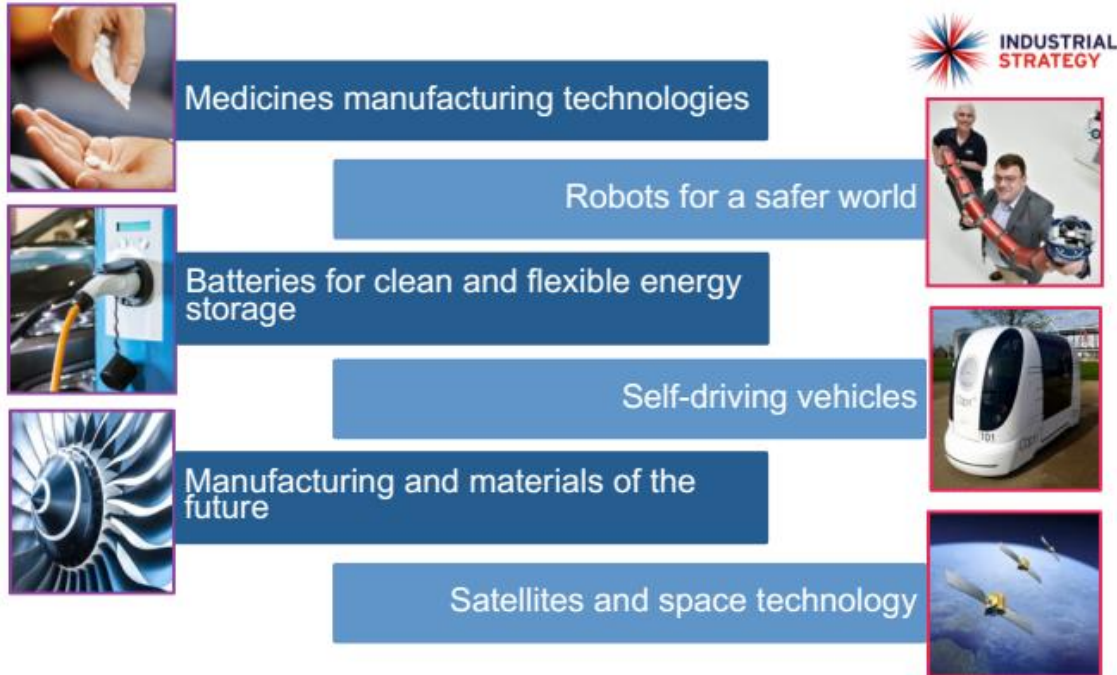 INDUSTRIAL
STRATEGY
Medicines manufacturing technologies
Robots for a safer world
Batteries for clean and flexible energy
storage
Self-driving vehicles
101
Manufacturing and materials of the
future
Satellites and space technology